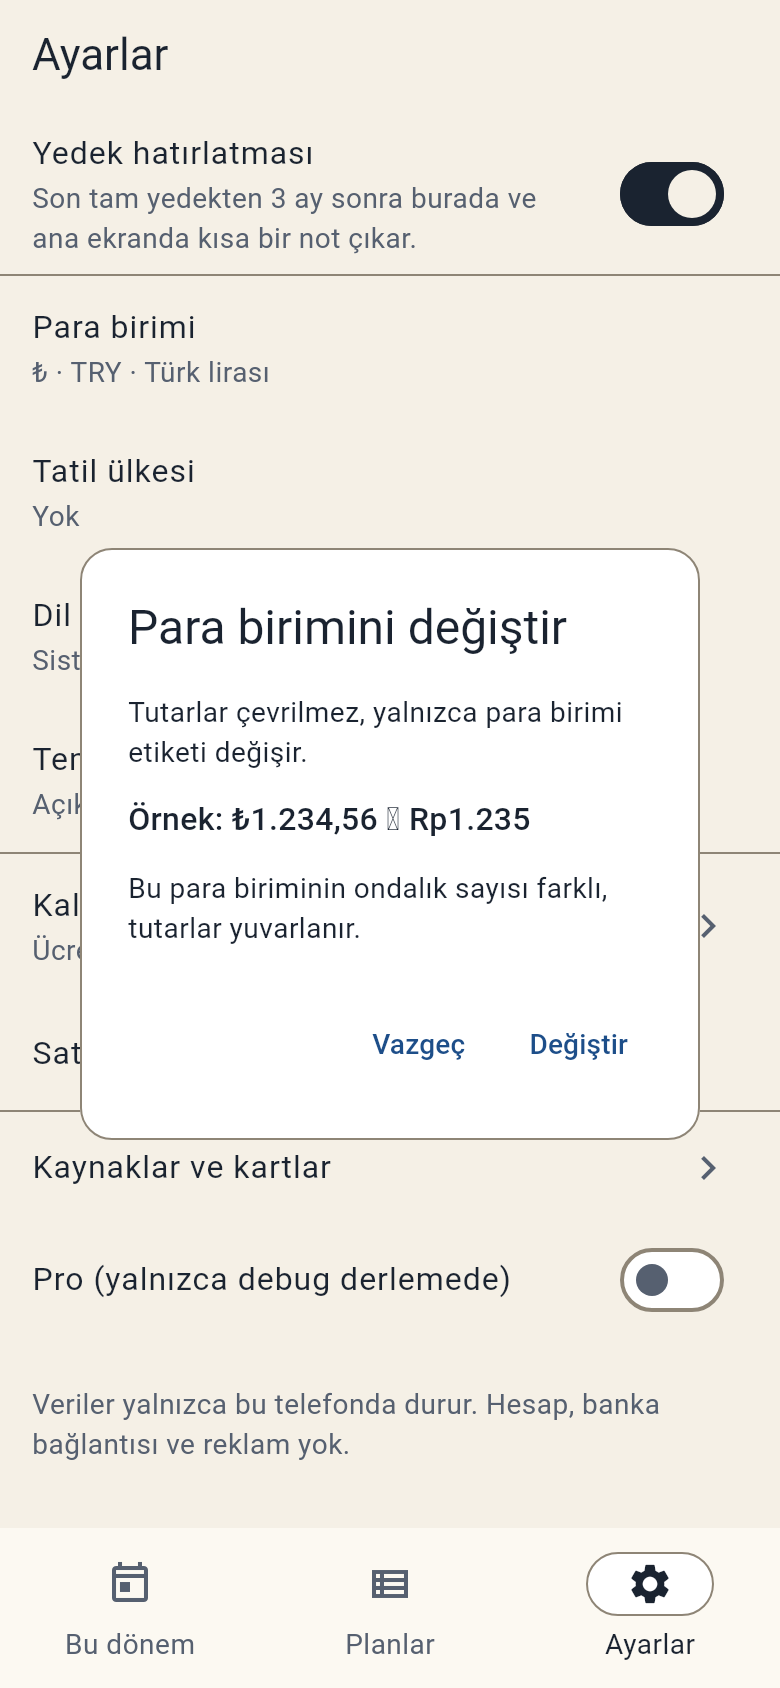 Ayarlar
Yedek hatırlatması
Son tam yedekten 3 ay sonra burada ve
ana ekranda kısa bir not çıkar.
Para birimi
₺ · TRY · Türk lirası
Tatil ülkesi
Yok
Dil
Sist
Açık
Kal
Ücre
Sat
Para birimini değiştir
Tutarlar çevrilmez, yalnızca para birimi
etiketi değişir.
Örnek: ₺1.234,56 Rp1.235
Bu para biriminin ondalık sayısı farklı,
tutarlar yuvarlanır.
Vazgeç Değiştir
Kaynaklar ve kartlar
Pro (yalnızca debug derlemede)
Veriler yalnızca bu telefonda durur. Hesap, banka
bağlantısı ve reklam yok.
Bu dönem Planlar Ayarlar